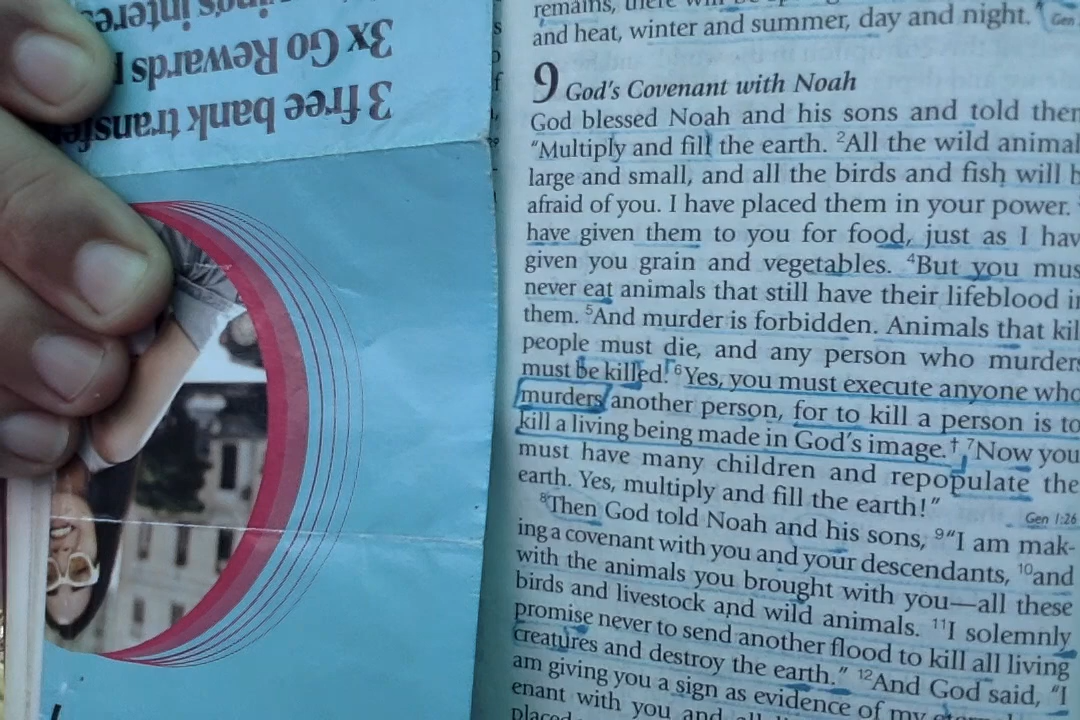 3 free bank
3x Go Rewards
remains, there will be
and heat, winter and summer, day and night. Gen
9 God's Covenant with Noah
God blessed Noah and his sons and told
"Multiply and fill the earth. 2All the wild
large and small, and all the birds and fish will
afraid of you. I have placed them in your power.
have given them to you for food, just as I
given you grain and vegetables. 4But you
never eat animals that still have their lifeblood
them. 5And murder is forbidden. Animals that
people must die, and any person who
must be killed. 6Yes, you must execute anyone
murders another person, for to kill a person is to
kill a living being made in God's image.† 7Now you
must have many children and repopulate the
earth. Yes, multiply and fill the earth!"
Gen 1:26
8Then God told Noah and his sons, 9"I am mak-
ing a covenant with you and your descendants, 10and
with the animals you brought with you—all these
birds and livestock and wild animals. 11I solemnly
promise never to send another flood to kill all living
creatures and destroy the earth." 12And God said, "I
am giving you a sign as evidence of my
enant with you and all